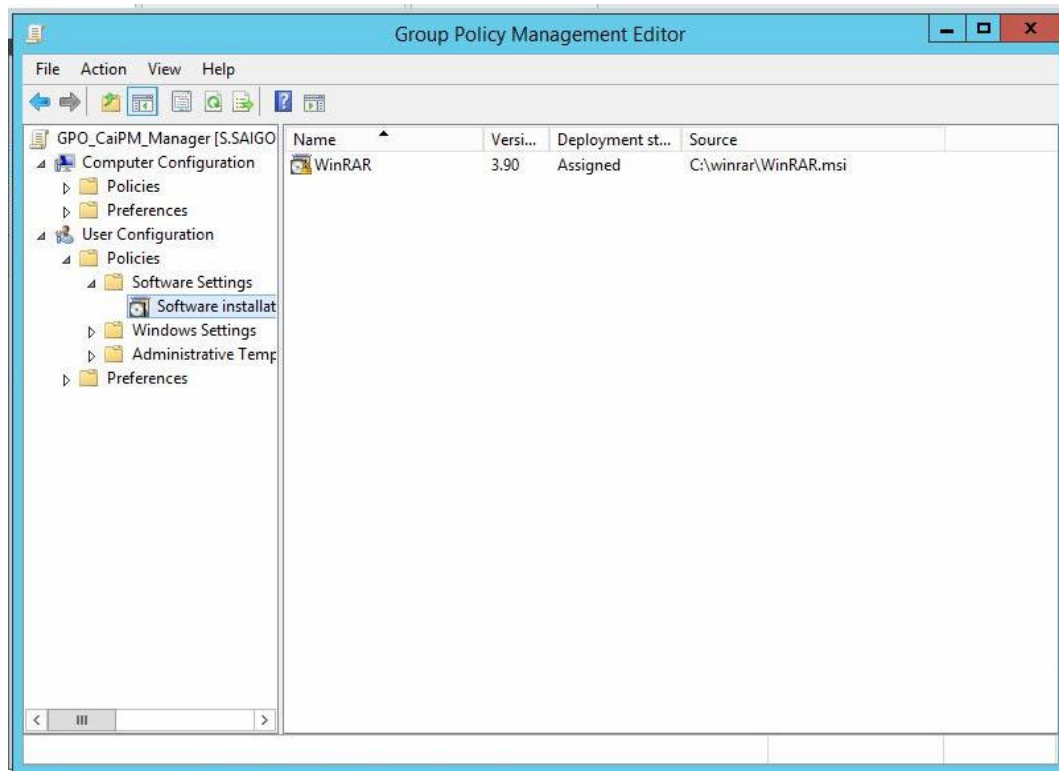 Group Policy Management Editor
File Action View Help
GPO_CaiPM_Manager [S.SAIGO
Computer Configuration
Policies
Preferences
User Configuration
Policies
Software Settings
Software installat
Windows Settings
Administrative Temp
Preferences
Name Versi... Deployment st... Source
WinRAR 3.90 Assigned C:\winrar\WinRAR.msi